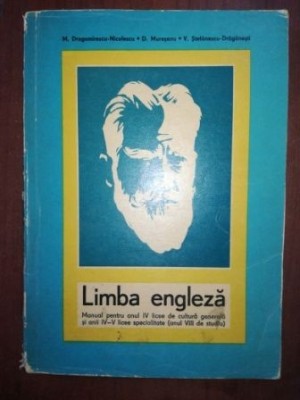 M. Dragomirescu-Nicolescu • D. Mureșanu • V. Ștefănescu-Drăgănești
Limba engleză
Manual pentru anul IV licee de cultură generală
și anii IV-V licee specialitate (anul VIII de studiu)